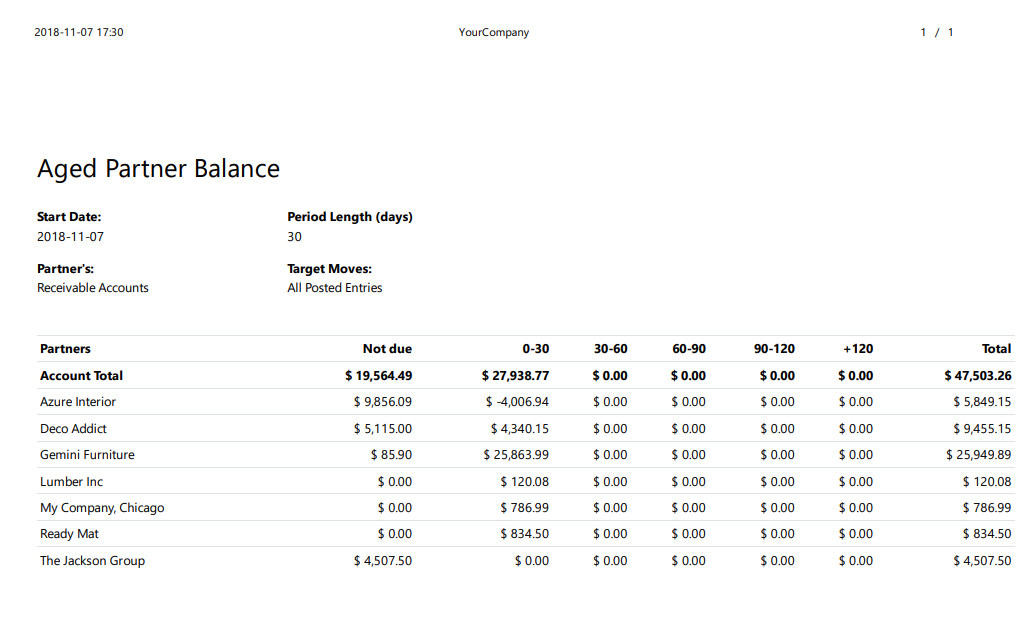 2018-11-07 17:30 YourCompany 1 / 1
Aged Partner Balance
Start Date: Period Length (days)
2018-11-07 30
Partner's: Target Moves:
Receivable Accounts All Posted Entries
Partners Not due 0-30 30-60 60-90 90-120 +120 Total
Account Total $ 19,564.49 $ 27,938.77 $ 0.00 $ 0.00 $ 0.00 $ 0.00 $ 47,503.26
Azure Interior $ 9,856.09 $ -4,006.94 $ 0.00 $ 0.00 $ 0.00 $ 0.00 $ 5,849.15
Deco Addict $ 5,115.00 $ 4,340.15 $ 0.00 $ 0.00 $ 0.00 $ 0.00 $ 9,455.15
Gemini Furniture $ 85.90 $ 25,863.99 $ 0.00 $ 0.00 $ 0.00 $ 0.00 $ 25,949.89
Lumber Inc $ 0.00 $ 120.08 $ 0.00 $ 0.00 $ 0.00 $ 0.00 $ 120.08
My Company, Chicago $ 0.00 $ 786.99 $ 0.00 $ 0.00 $ 0.00 $ 0.00 $ 786.99
Ready Mat $ 0.00 $ 834.50 $ 0.00 $ 0.00 $ 0.00 $ 0.00 $ 834.50
The Jackson Group $ 4,507.50 $ 0.00 $ 0.00 $ 0.00 $ 0.00 $ 0.00 $ 4,507.50